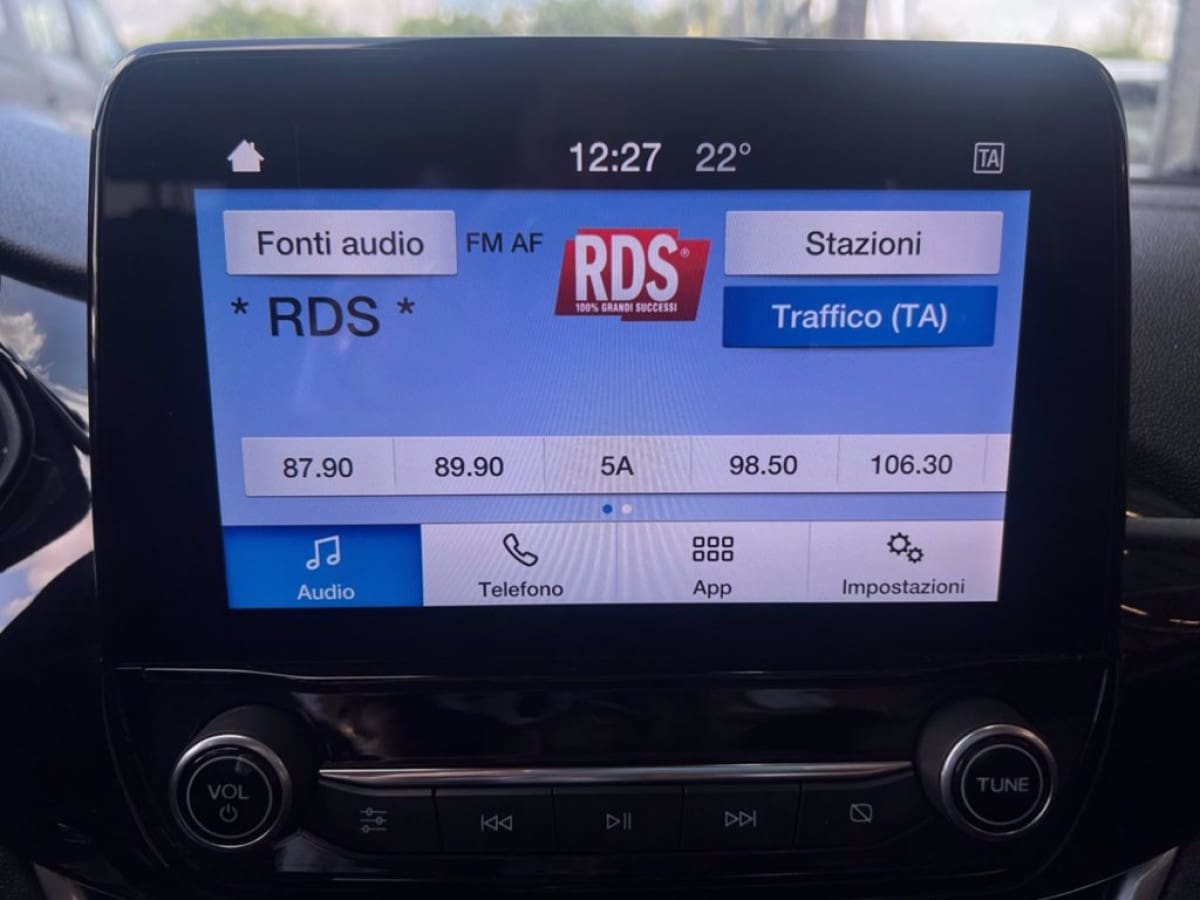 12:27 22°
TA
Fonti audio
FM AF
RDS®
100% GRANDI SUCCESSI
Stazioni
* RDS *
Traffico (TA)
87.90 89.90 5A 98.50 106.30
Audio Telefono App Impostazioni
VOL
TUNE